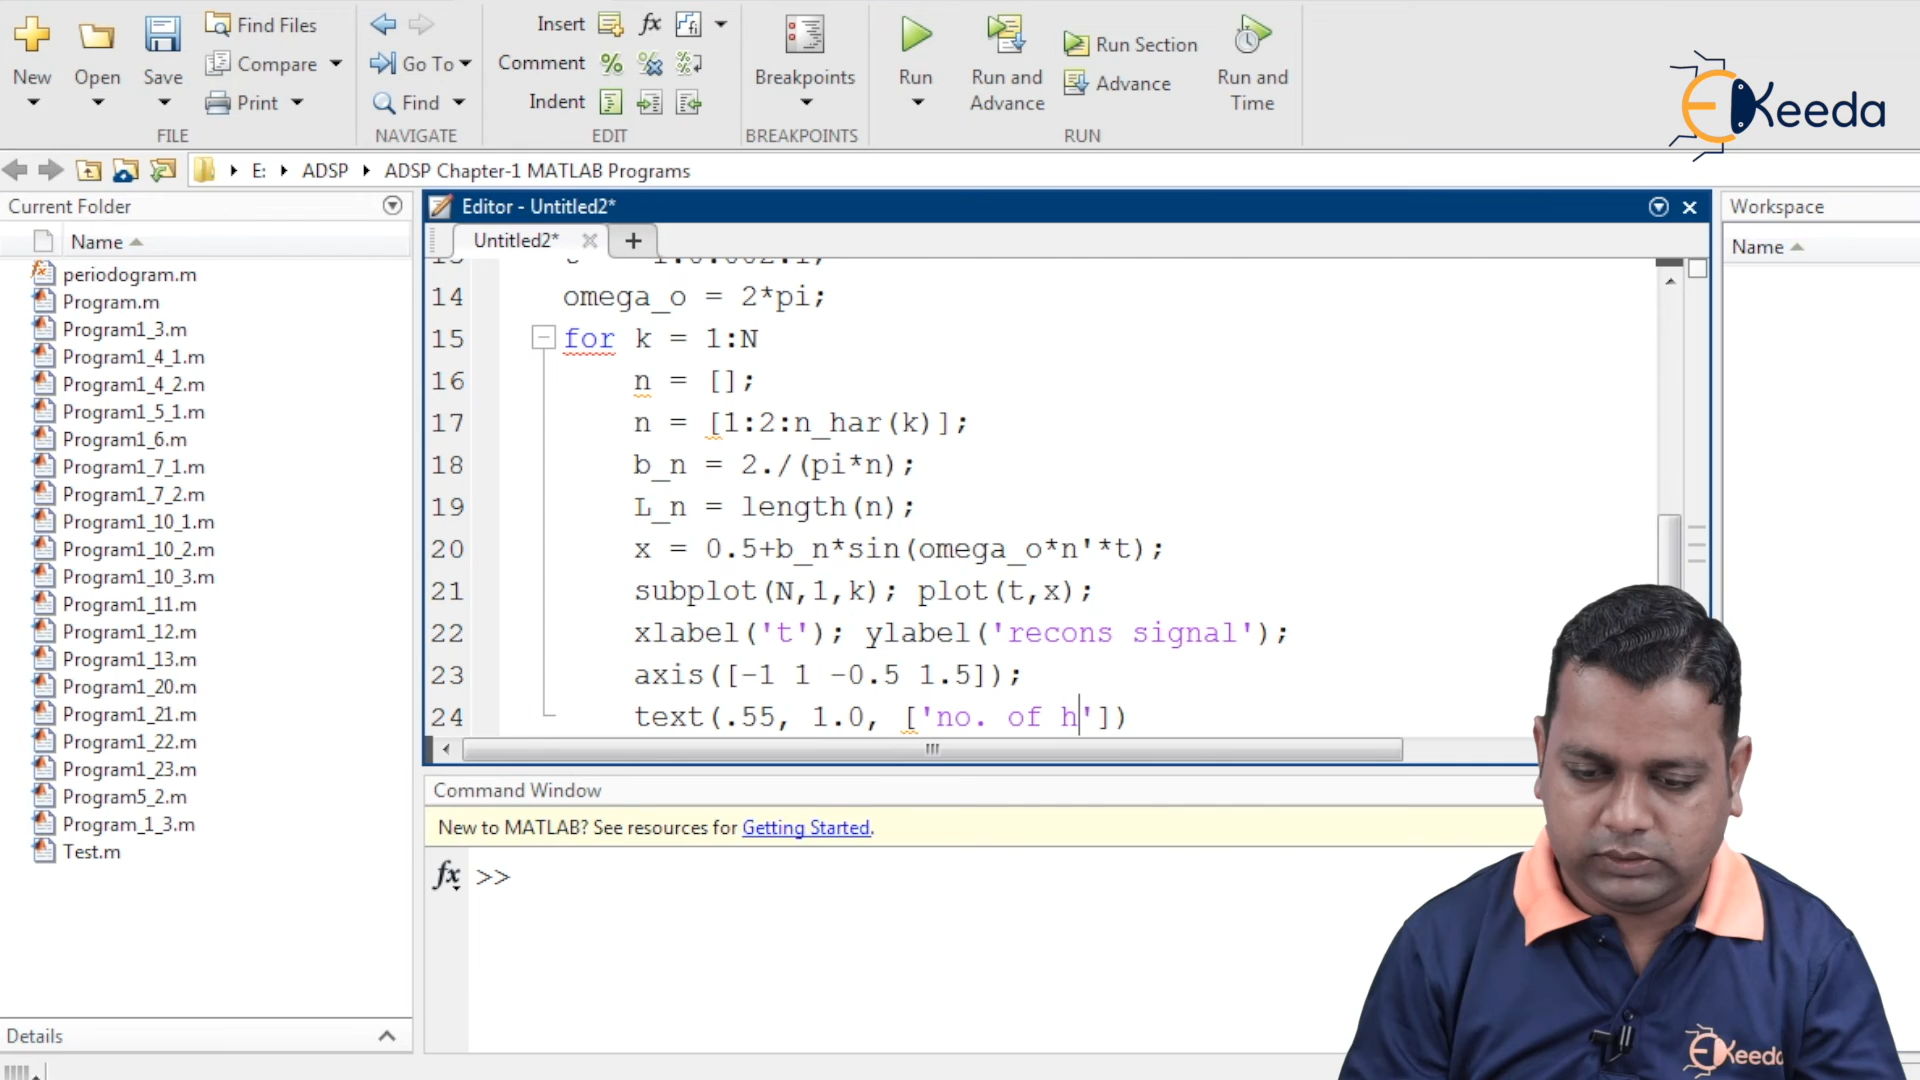 New
Open
Save
Find Files
Compare
Print
FILE
Go To
Find
NAVIGATE
Insert
fx
fi
Comment
%
Indent
EDIT
Breakpoints
BREAKPOINTS
Run
Run and Advance
Run Section
Advance
Run and Time
RUN
EKeeda
E:
ADSP
ADSP Chapter-1 MATLAB Programs
Current Folder
Name
periodogram.m
Program.m
Program1_3.m
Program1_4_1.m
Program1_4_2.m
Program1_5_1.m
Program1_6.m
Program1_7_1.m
Program1_7_2.m
Program1_10_1.m
Program1_10_2.m
Program1_10_3.m
Program1_11.m
Program1_12.m
Program1_13.m
Program1_20.m
Program1_21.m
Program1_22.m
Program1_23.m
Program5_2.m
Program_1_3.m
Test.m
Details
Editor - Untitled2*
Untitled2*
14 omega_o = 2*pi;
15 for k = 1:N
16 n = [];
17 n = [1:2:n_har(k)];
18 b_n = 2./(pi*n);
19 L_n = length(n);
20 x = 0.5+b_n*sin(omega_o*n'*t);
21 subplot(N,1,k); plot(t,x);
22 xlabel('t'); ylabel('recons signal');
23 axis([-1 1 -0.5 1.5]);
24 text(.55, 1.0, ['no. of h'])
Command Window
New to MATLAB? See resources for Getting Started.
fx >>
Workspace
Name
EKeeda